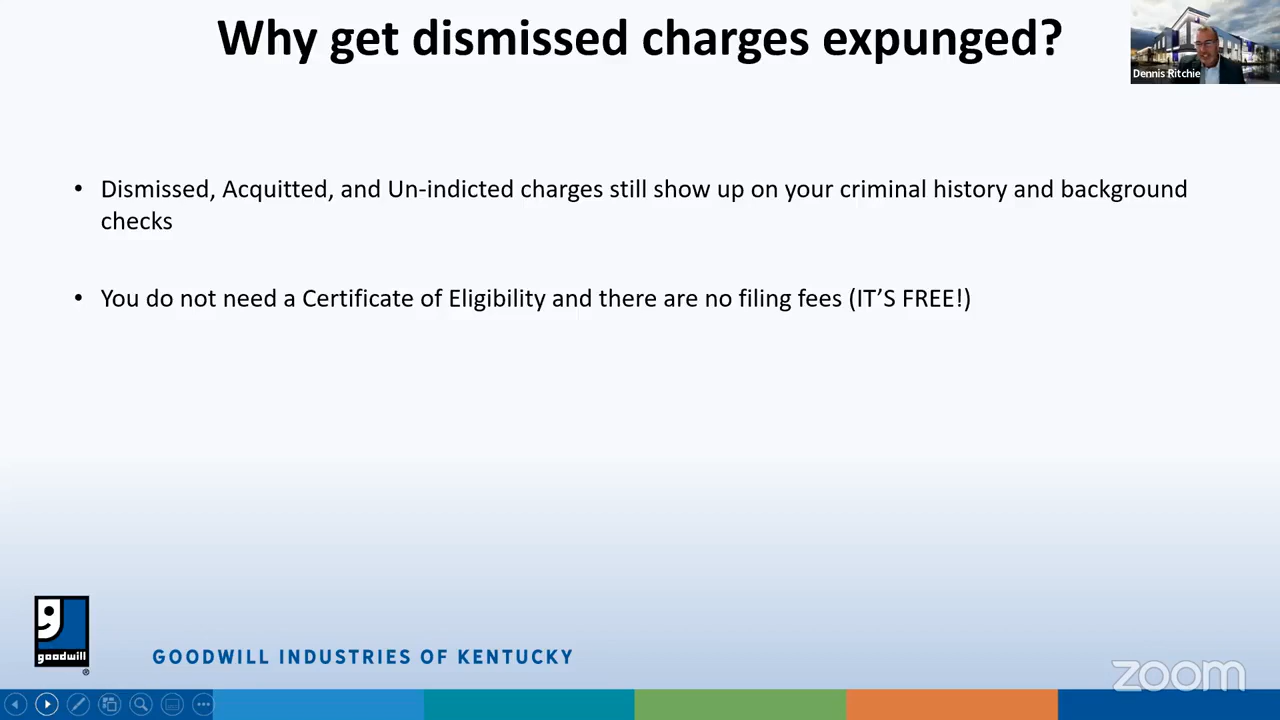 Why get dismissed charges expunged?
Dennis Ritchie
• Dismissed, Acquitted, and Un-indicted charges still show up on your criminal history and background
checks
• You do not need a Certificate of Eligibility and there are no filing fees (IT’S FREE!)
goodwill
®
GOODWILL INDUSTRIES OF KENTUCKY
zoom